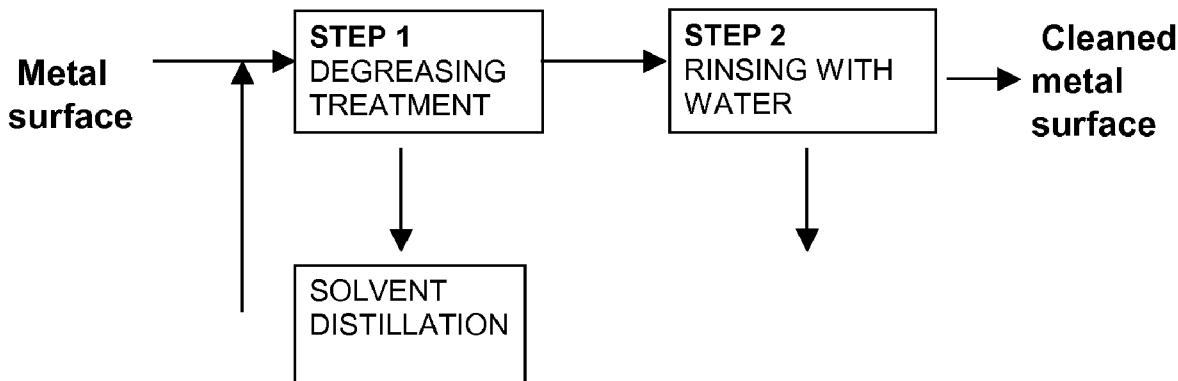 Metal
surface
STEP 1
DEGREASING
TREATMENT
STEP 2
RINSING WITH
WATER
Cleaned
metal
surface
SOLVENT
DISTILLATION